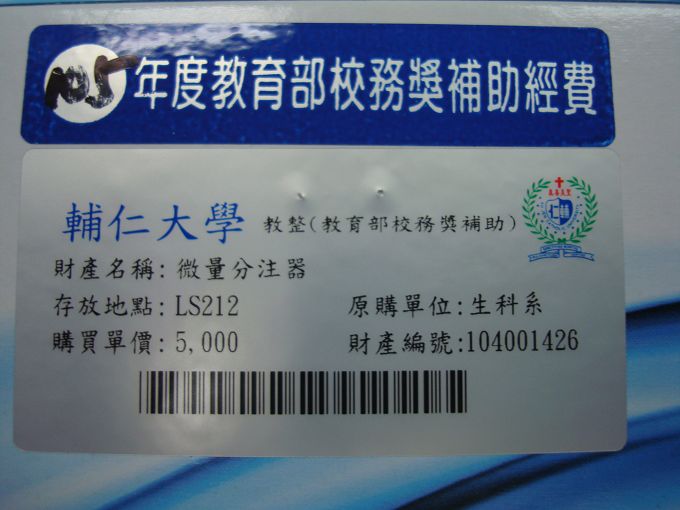 105年度教育部校務獎補助經費
輔仁大學 教整(教育部校務獎補助)
財產名稱: 微量分注器
存放地點: LS212 原購單位: 生科系
購買單價: 5,000 財產編號:104001426